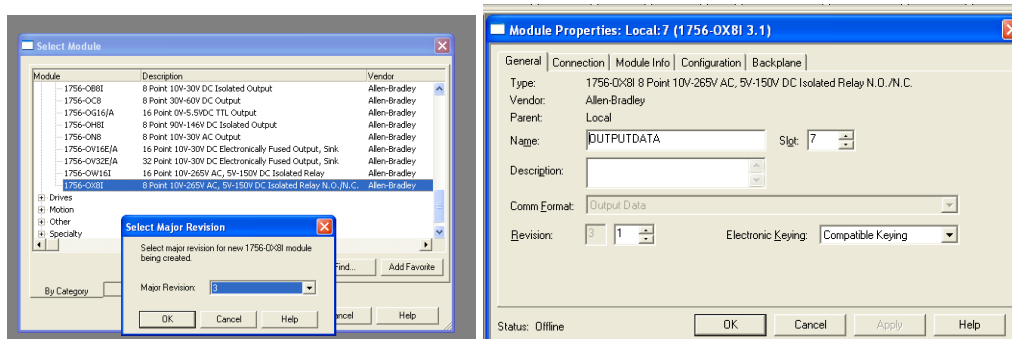 Select Module
Module Description Vendor
1756-OB8I 8 Point 10V-30V DC Isolated Output Allen-Bradley
1756-OC8 8 Point 30V-60V DC Output Allen-Bradley
1756-OG16/A 16 Point 0V-5.5VDC TTL Output Allen-Bradley
1756-OH8I 8 Point 90V-146V DC Isolated Output Allen-Bradley
1756-ON8 8 Point 10V-30V AC Output Allen-Bradley
1756-OV16E/A 16 Point 10V-30V DC Electronically Fused Output, Sink Allen-Bradley
1756-OV32E/A 32 Point 10V-30V DC Electronically Fused Output, Sink Allen-Bradley
1756-OW16I 16 Point 10V-265V AC, 5V-150V DC Isolated Relay Allen-Bradley
1756-OX8I 8 Point 10V-265V AC, 5V-150V DC Isolated Relay N.O./N.C. Allen-Bradley
Drives
Motion
Other
Specialty
Find... Add Favorite
By Category
Help
Select Major Revision
Select major revision for new 1756-OX8I module
being created.
Major Revision: 3
OK Cancel Help
Module Properties: Local:7 (1756-OX8I 3.1)
General Connection Module Info Configuration Backplane
Type: 1756-OX8I 8 Point 10V-265V AC, 5V-150V DC Isolated Relay N.O./N.C.
Vendor: Allen-Bradley
Parent: Local
Name: OUTPUTDATA Slot: 7
Description:
Comm Format: Output Data
Revision: 3 1 Electronic Keying: Compatible Keying
Status: Offline OK Cancel Apply Help